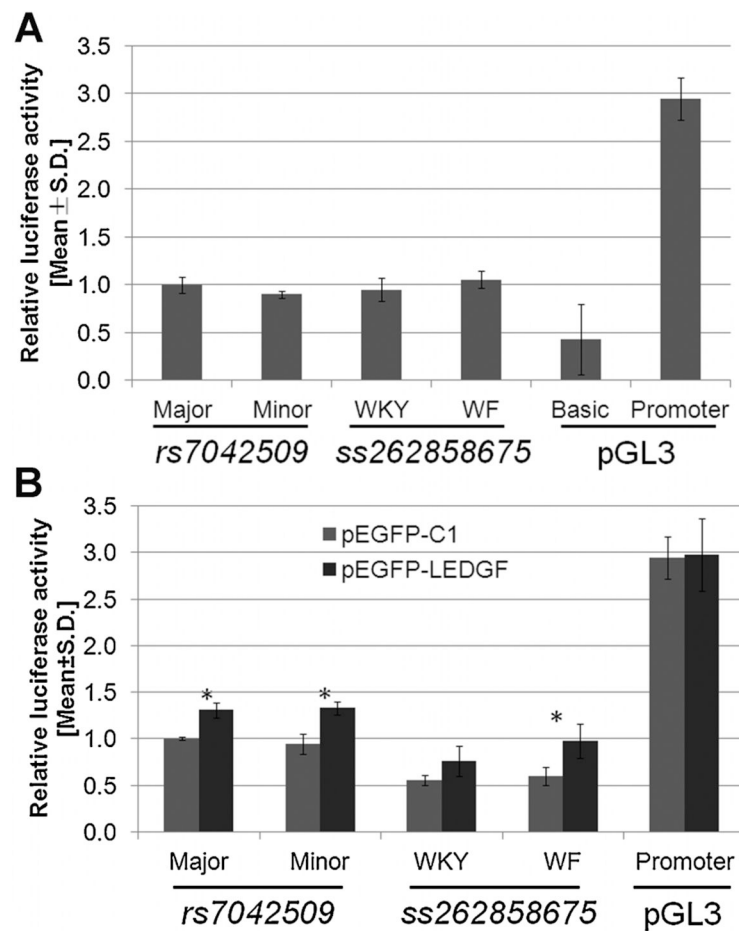 A
Relative luciferase activity
[Mean ± S.D.]
3.5
3.0
2.5
2.0
1.5
1.0
0.5
0.0
Major Minor WKY WF Basic Promoter
rs7042509 ss262858675 pGL3
B
Relative luciferase activity
[Mean±S.D.]
3.5
3.0
2.5
2.0
1.5
1.0
0.5
0.0
pEGFP-C1
pEGFP-LEDGF
* * *
Major Minor WKY WF Promoter
rs7042509 ss262858675 pGL3